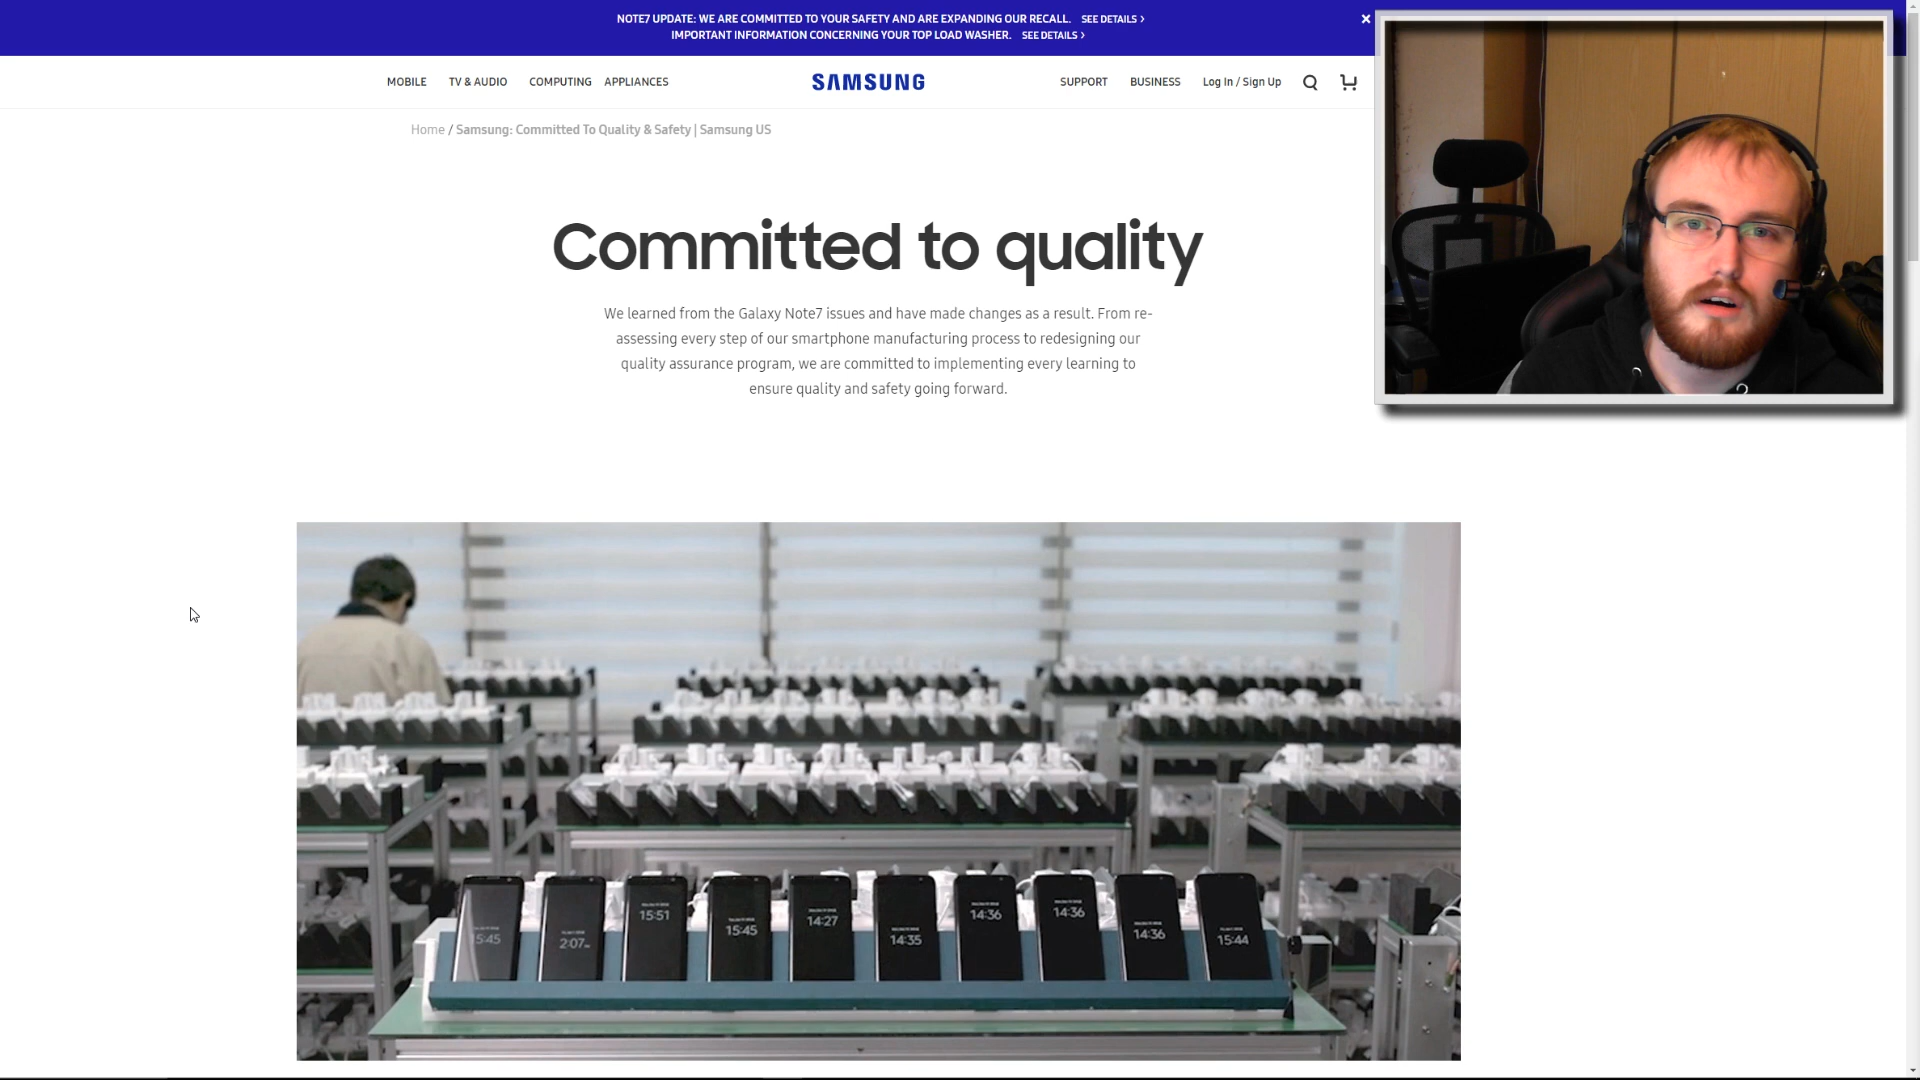 NOTE7 UPDATE: WE ARE COMMITTED TO YOUR SAFETY AND ARE EXPANDING OUR RECALL. SEE DETAILS >
IMPORTANT INFORMATION CONCERNING YOUR TOP LOAD WASHER. SEE DETAILS >
MOBILE TV & AUDIO COMPUTING APPLIANCES SAMSUNG SUPPORT BUSINESS Log In / Sign Up
Home / Samsung: Committed To Quality & Safety | Samsung US
Committed to quality
We learned from the Galaxy Note7 issues and have made changes as a result. From re-
assessing every step of our smartphone manufacturing process to redesigning our
quality assurance program, we are committed to implementing every learning to
ensure quality and safety going forward.
15:45 2:07 15:51 15:45 14:27 14:35 14:36 14:36 14:36 15:44